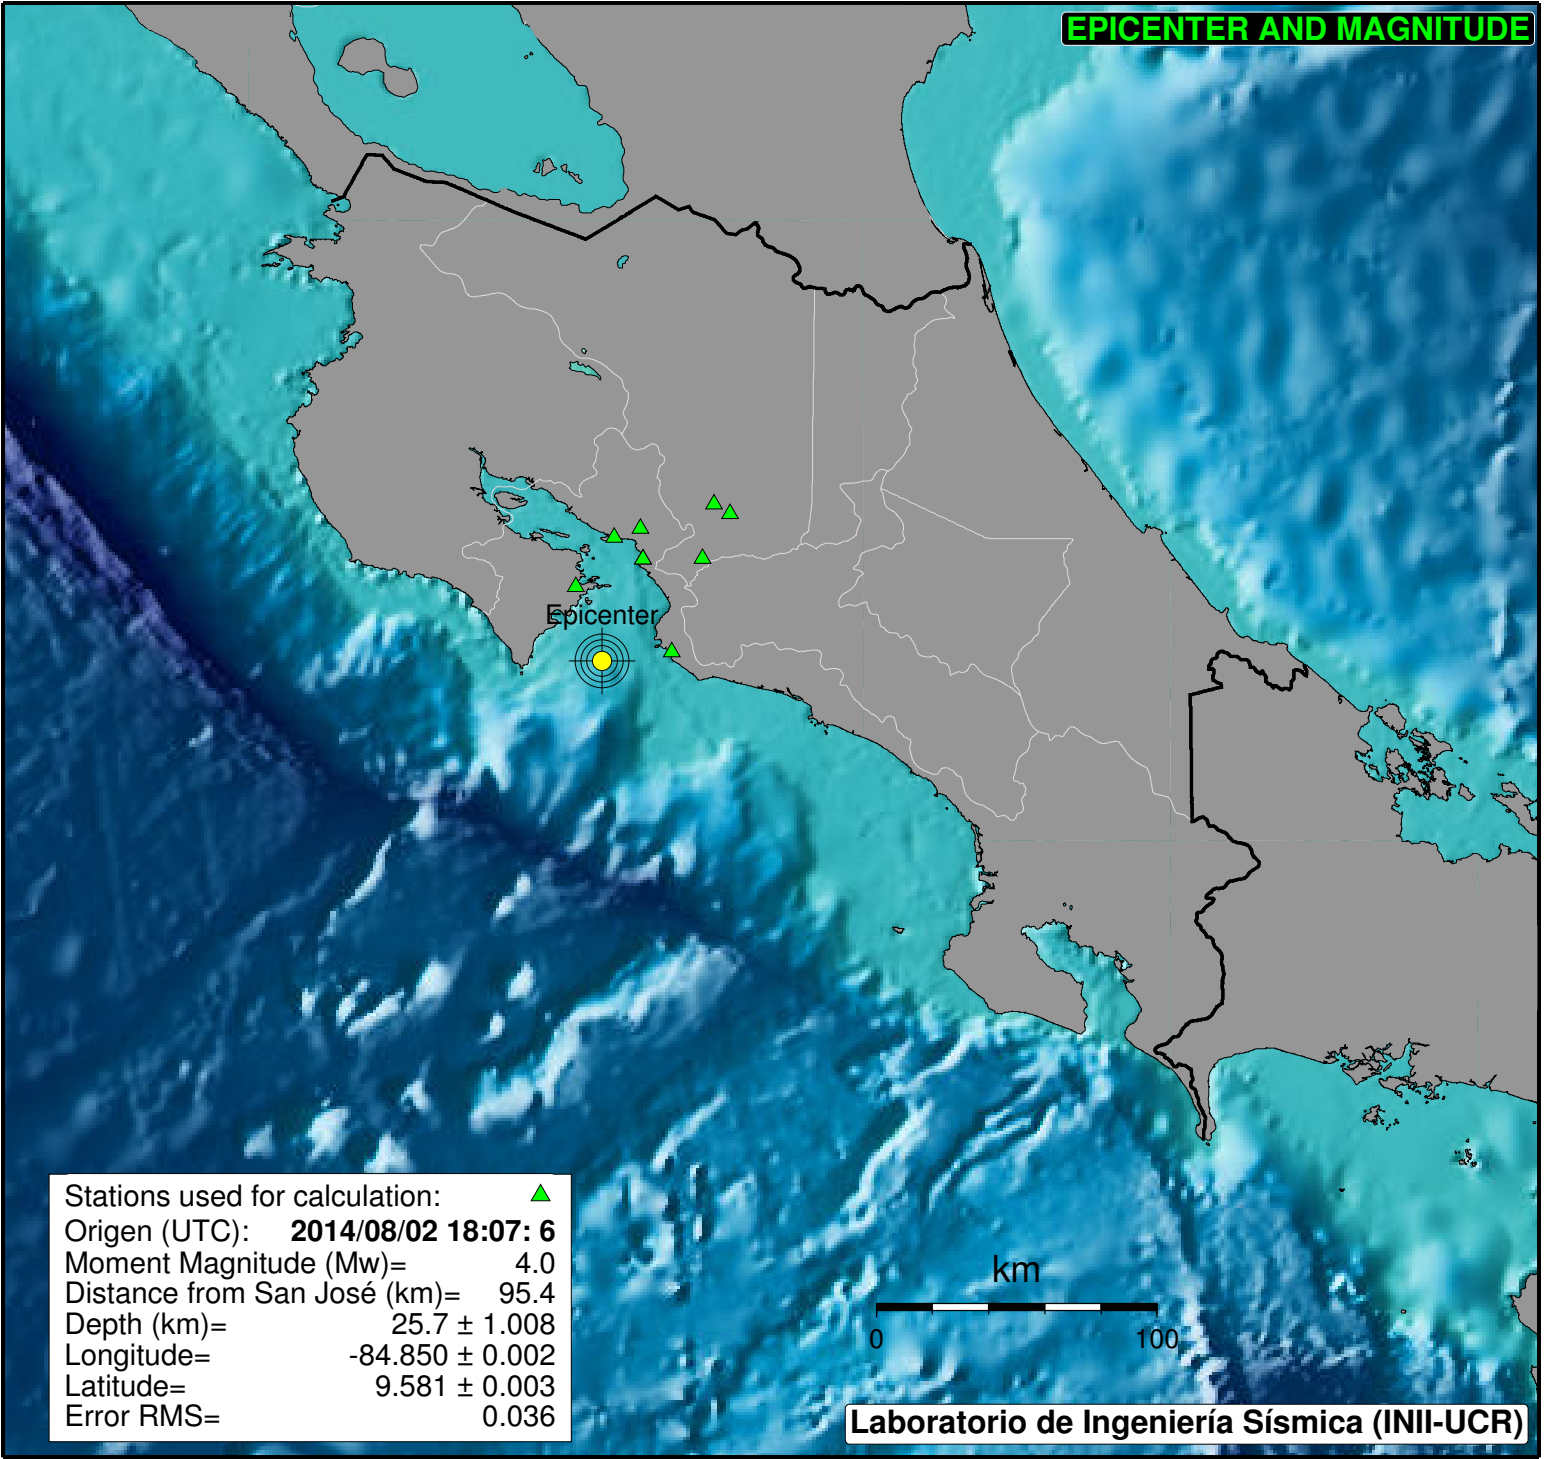 EPICENTER AND MAGNITUDE
Epicenter
Stations used for calculation:
Origen (UTC): 2014/08/02 18:07: 6
Moment Magnitude (Mw)= 4.0
Distance from San José (km)= 95.4
Depth (km)= 25.7 ± 1.008
Longitude= -84.850 ± 0.002
Latitude= 9.581 ± 0.003
Error RMS= 0.036
km
0 100
Laboratorio de Ingeniería Sísmica (INII-UCR)